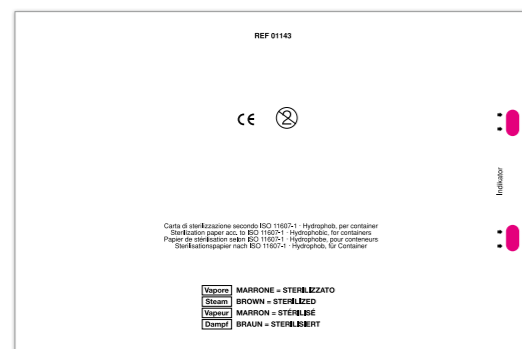 REF 01143
CE 2
Indikator
Carta di sterilizzazione secondo ISO 11607-1 · Hydrophob, per container
Sterilization paper acc. to ISO 11607-1 · Hydrophobic, for containers
Papier de stérilisation selon ISO 11607-1 · Hydrophobe, pour conteneurs
Sterilisationspapier nach ISO 11607-1 · Hydrophob, für Container
Vapore MARRONE = STERILIZZATO
Steam BROWN = STERILIZED
Vapeur MARRON = STÉRILISÉ
Dampf BRAUN = STERILISIERT